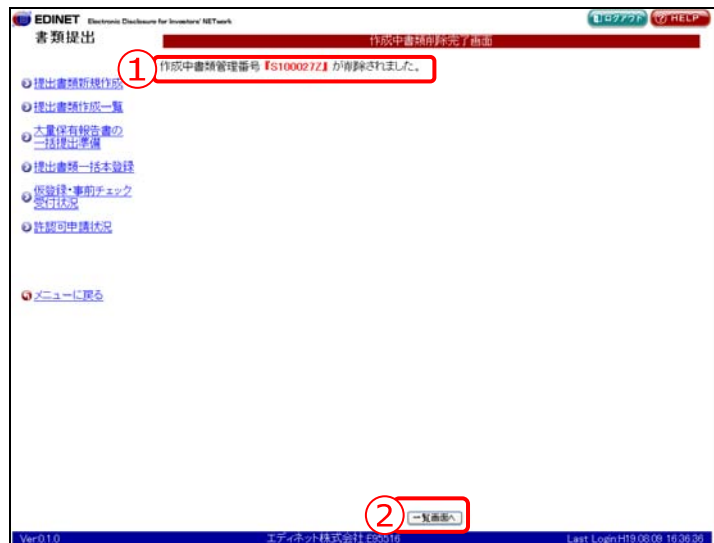 EDINET Electronic Disclosure for Investors' NETwork
ログアウト HELP
書類提出
作成中書類削除完了画面
① 作成中書類管理番号『S100027Z』が削除されました。
提出書類新規作成
提出書類作成一覧
大量保有報告書の
一括提出準備
提出書類一括本登録
仮登録・事前チェック
受付状況
許認可申請状況
メニューに戻る
② 一覧画面へ
Ver0.1.0 エディネット株式会社:E95516 Last Login:H19.08.09 16:36:36